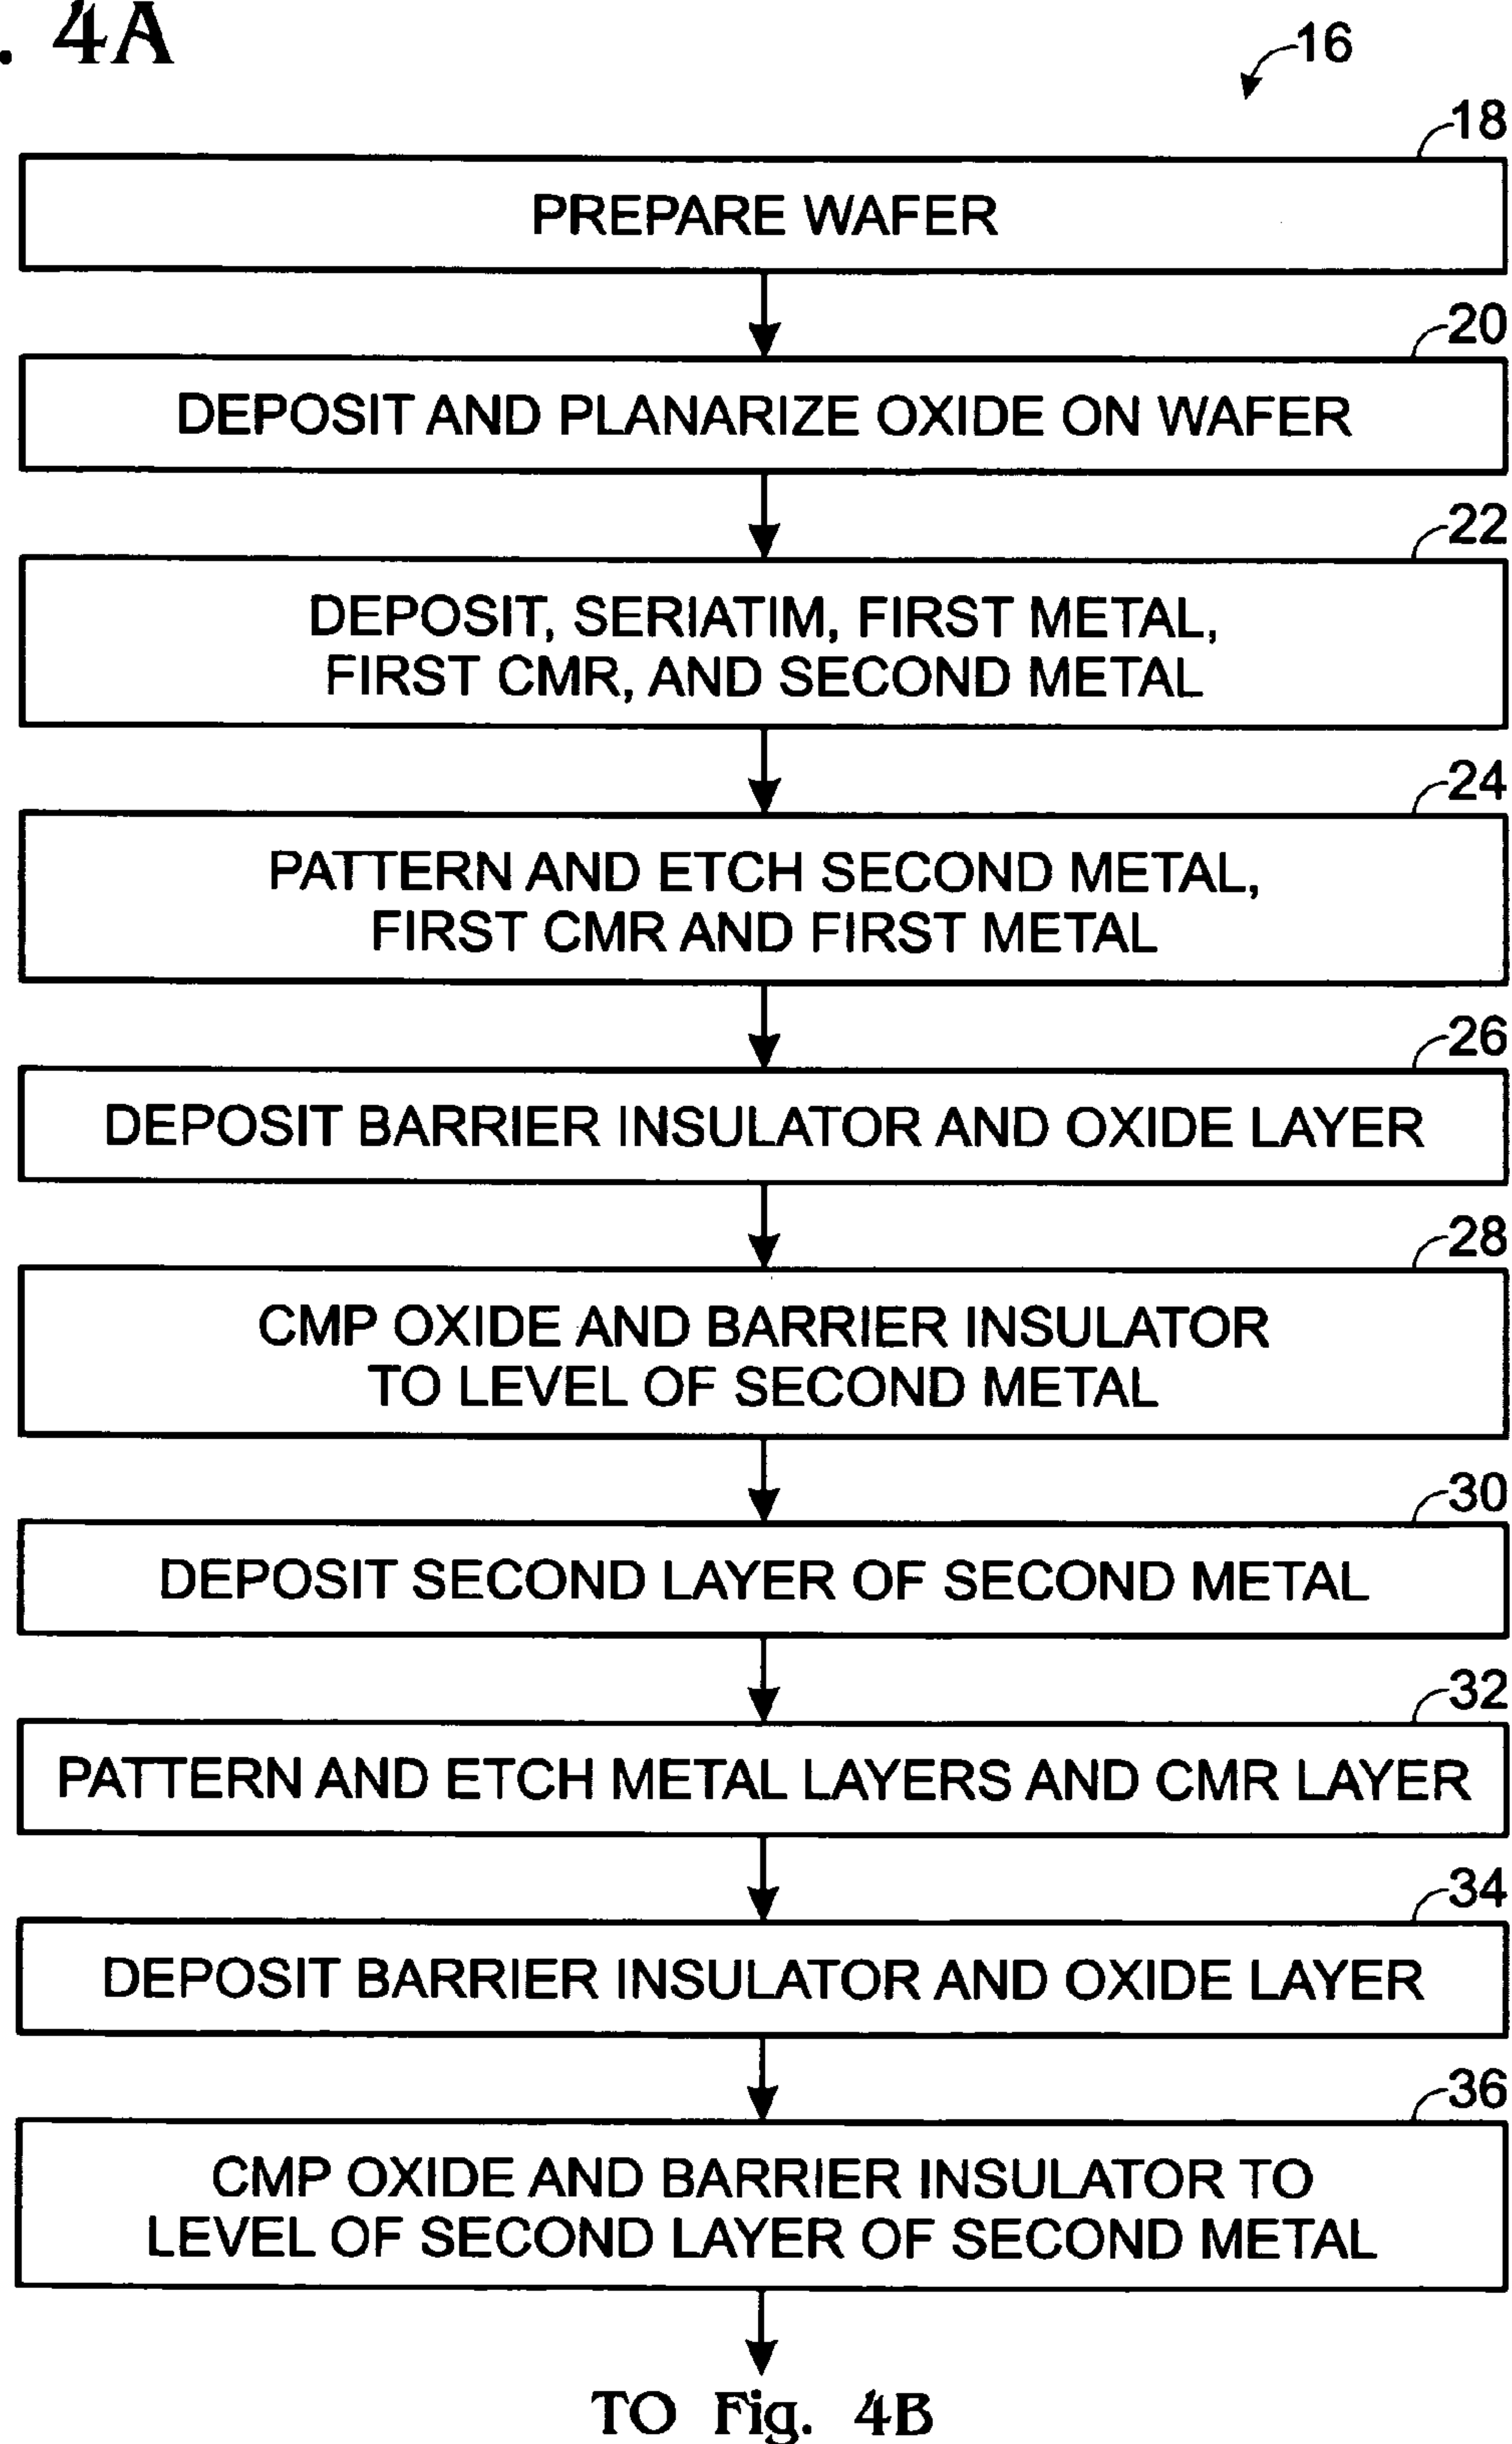 . 4A
16
18
PREPARE WAFER
20
DEPOSIT AND PLANARIZE OXIDE ON WAFER
22
DEPOSIT, SERIATIM, FIRST METAL,
FIRST CMR, AND SECOND METAL
24
PATTERN AND ETCH SECOND METAL,
FIRST CMR AND FIRST METAL
26
DEPOSIT BARRIER INSULATOR AND OXIDE LAYER
28
CMP OXIDE AND BARRIER INSULATOR
TO LEVEL OF SECOND METAL
30
DEPOSIT SECOND LAYER OF SECOND METAL
32
PATTERN AND ETCH METAL LAYERS AND CMR LAYER
34
DEPOSIT BARRIER INSULATOR AND OXIDE LAYER
36
CMP OXIDE AND BARRIER INSULATOR TO
LEVEL OF SECOND LAYER OF SECOND METAL
TO Fig. 4B